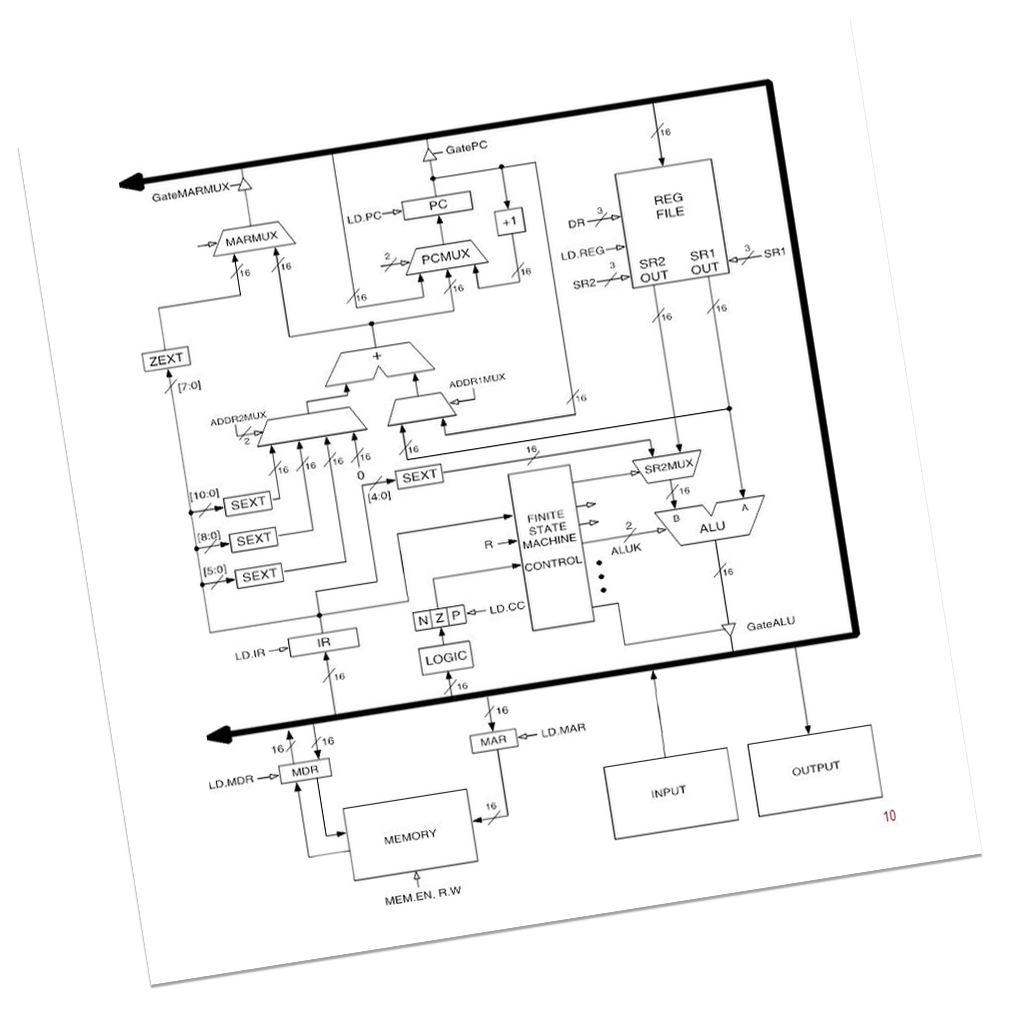 16
GatePC
GateMARMUX
REG
FILE
LD.PC
PC
+1
DR
3
MARMUX
2
PCMUX
LD.REG
SR2
OUT
SR1
OUT
3
SR1
SR2
3
16
16
16
16
16
16
16
ZEXT
[7:0]
+
ADDR1MUX
16
ADDR2MUX
2
16
16
16
16
0
16
16
SEXT
[4:0]
SR2MUX
16
[10:0]
SEXT
[8:0]
SEXT
[5:0]
SEXT
FINITE
STATE
MACHINE
CONTROL
R
2
ALUK
B
A
ALU
16
N Z P
LD.CC
GateALU
LD.IR
IR
LOGIC
16
16
16
16
16
LD.MDR
MDR
MAR
LD.MAR
16
MEMORY
INPUT
OUTPUT
MEM.EN, R.W
10